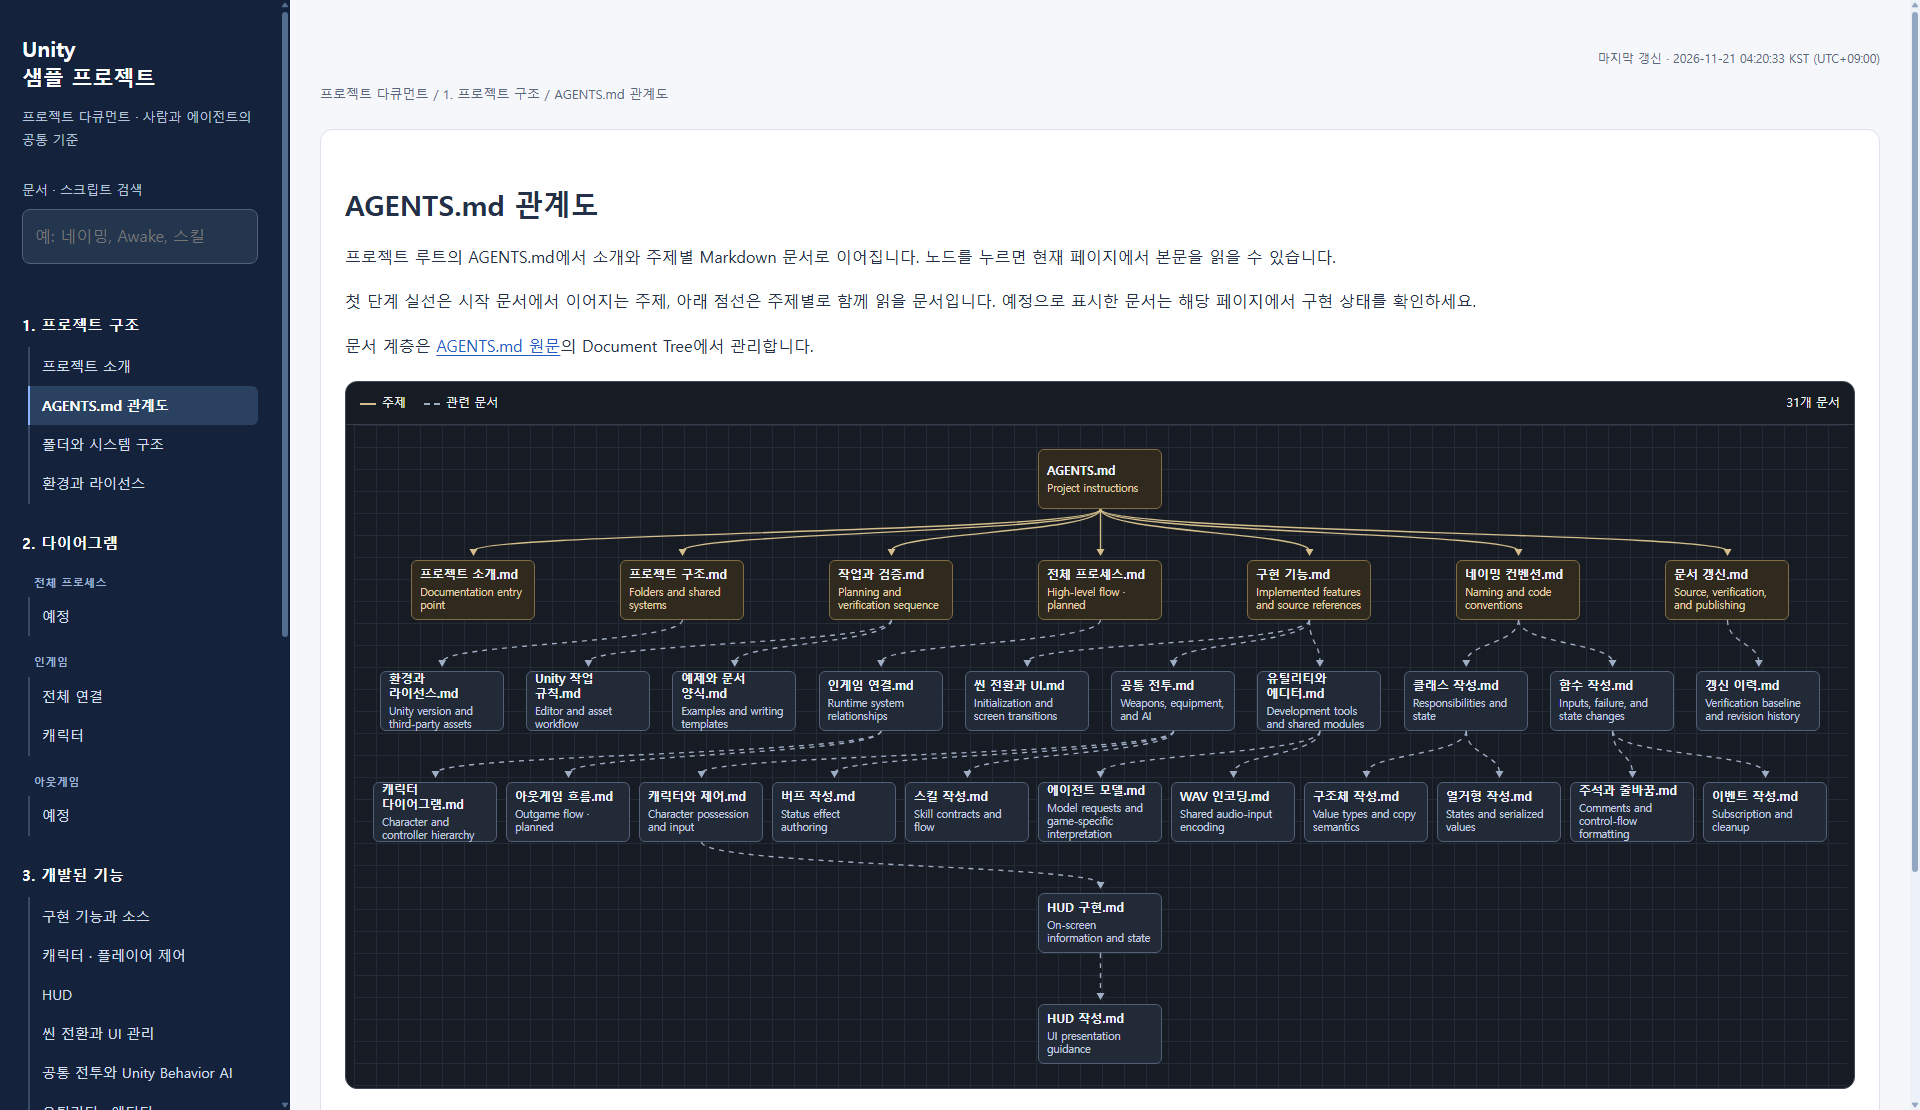 Unity
샘플 프로젝트
프로젝트 다큐먼트 · 사람과 에이전트의
공통 기준
문서 · 스크립트 검색
예: 네이밍, Awake, 스킬
1. 프로젝트 구조
프로젝트 소개
AGENTS.md 관계도
폴더와 시스템 구조
환경과 라이선스
2. 다이어그램
전체 프로세스
예정
인게임
전체 연결
캐릭터
아웃게임
예정
3. 개발된 기능
구현 기능과 소스
캐릭터 · 플레이어 제어
HUD
씬 전환과 UI 관리
공통 전투와 Unity Behavior AI
마지막 갱신 · 2026-11-21 04:20:33 KST (UTC+09:00)
프로젝트 다큐먼트 / 1. 프로젝트 구조 / AGENTS.md 관계도
AGENTS.md 관계도
프로젝트 루트의 AGENTS.md에서 소개와 주제별 Markdown 문서로 이어집니다. 노드를 누르면 현재 페이지에서 본문을 읽을 수 있습니다.
첫 단계 실선은 시작 문서에서 이어지는 주제, 아래 점선은 주제별로 함께 읽을 문서입니다. 예정으로 표시한 문서는 해당 페이지에서 구현 상태를 확인하세요.
문서 계층은 AGENTS.md 원문의 Document Tree에서 관리합니다.
주제
관련 문서
31개 문서
AGENTS.md
Project instructions
프로젝트 소개.md
Documentation entry
point
프로젝트 구조.md
Folders and shared
systems
작업과 검증.md
Planning and
verification sequence
전체 프로세스.md
High-level flow ·
planned
구현 기능.md
Implemented features
and source references
네이밍 컨벤션.md
Naming and code
conventions
문서 갱신.md
Source, verification,
and publishing
환경과
라이선스.md
Unity version and
third-party assets
Unity 작업
규칙.md
Editor and asset
workflow
예제와 문서
양식.md
Examples and writing
templates
인게임 연결.md
Runtime system
relationships
씬 전환과 UI.md
Initialization and
screen transitions
공통 전투.md
Weapons, equipment,
and AI
유틸리티와
에디터.md
Development tools
and shared modules
클래스 작성.md
Responsibilities and
state
함수 작성.md
Inputs, failure, and
state changes
갱신 이력.md
Verification baseline
and revision history
캐릭터
다이어그램.md
Character and
controller hierarchy
아웃게임 흐름.md
Outgame flow ·
planned
캐릭터와 제어.md
Character possession
and input
버프 작성.md
Status effect
authoring
스킬 작성.md
Skill contracts and
flow
에이전트 모델.md
Model requests and
game-specific
interpretation
WAV 인코딩.md
Shared audio-input
encoding
구조체 작성.md
Value types and copy
semantics
열거형 작성.md
States and serialized
values
주석과 줄바꿈.md
Comments and
control-flow
formatting
이벤트 작성.md
Subscription and
cleanup
HUD 구현.md
On-screen
information and state
HUD 작성.md
UI presentation
guidance